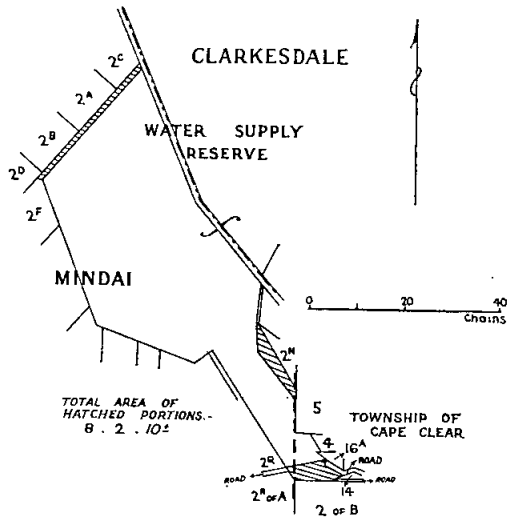 CLARKESDALE
2C
2A
2B
2D
2F
WATER SUPPLY
RESERVE
MINDAI
0 20 40
Chains
2H
5
TOTAL AREA OF
HATCHED PORTIONS.-
8 . 2 . 10±
TOWNSHIP OF
CAPE CLEAR
4
16A
ROAD
2R
ROAD
2R OF A
14
ROAD
2 OF B